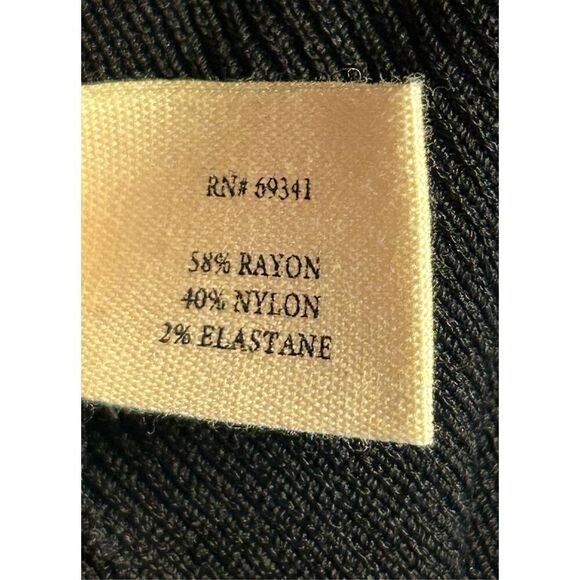 RN# 69341
58% RAYON
40% NYLON
2% ELASTANE